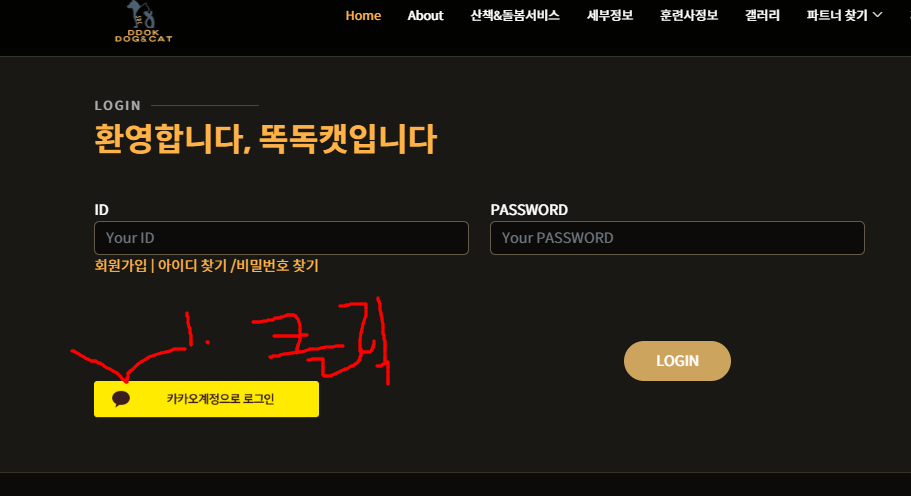 DDOK
DOG&CAT
Home About 산책&돌봄서비스 세부정보 훈련사정보 갤러리 파트너 찾기
LOGIN
환영합니다, 똑독캣입니다
ID PASSWORD
Your ID Your PASSWORD
회원가입 | 아이디 찾기 /비밀번호 찾기
1. 클릭
LOGIN
카카오계정으로 로그인